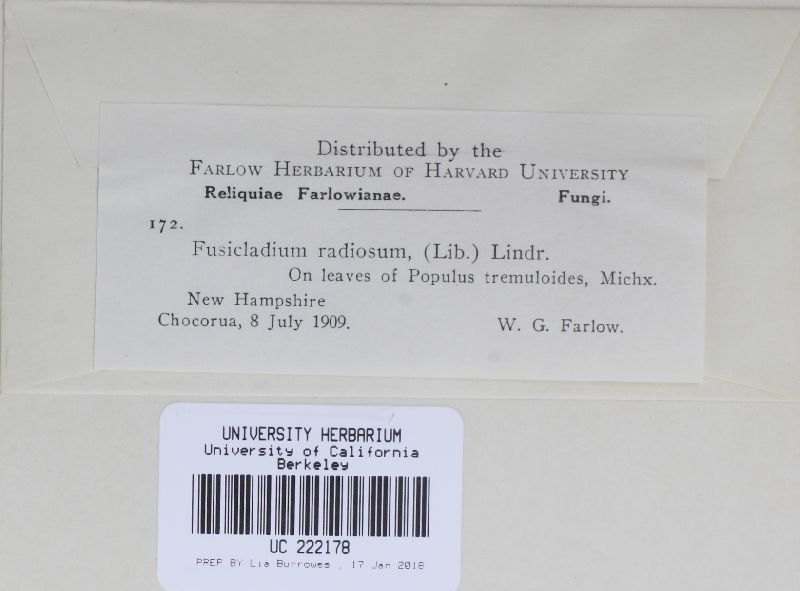 Distributed by the
FARLOW HERBARIUM OF HARVARD UNIVERSITY
Reliquiae Farlowianae. Fungi.
172.
Fusicladium radiosum, (Lib.) Lindr.
On leaves of Populus tremuloides, Michx.
New Hampshire
Chocorua, 8 July 1909. W. G. Farlow.
UNIVERSITY HERBARIUM
University of California
Berkeley
UC 222178
PREP BY Lia Burrowes , 17 Jan 2018